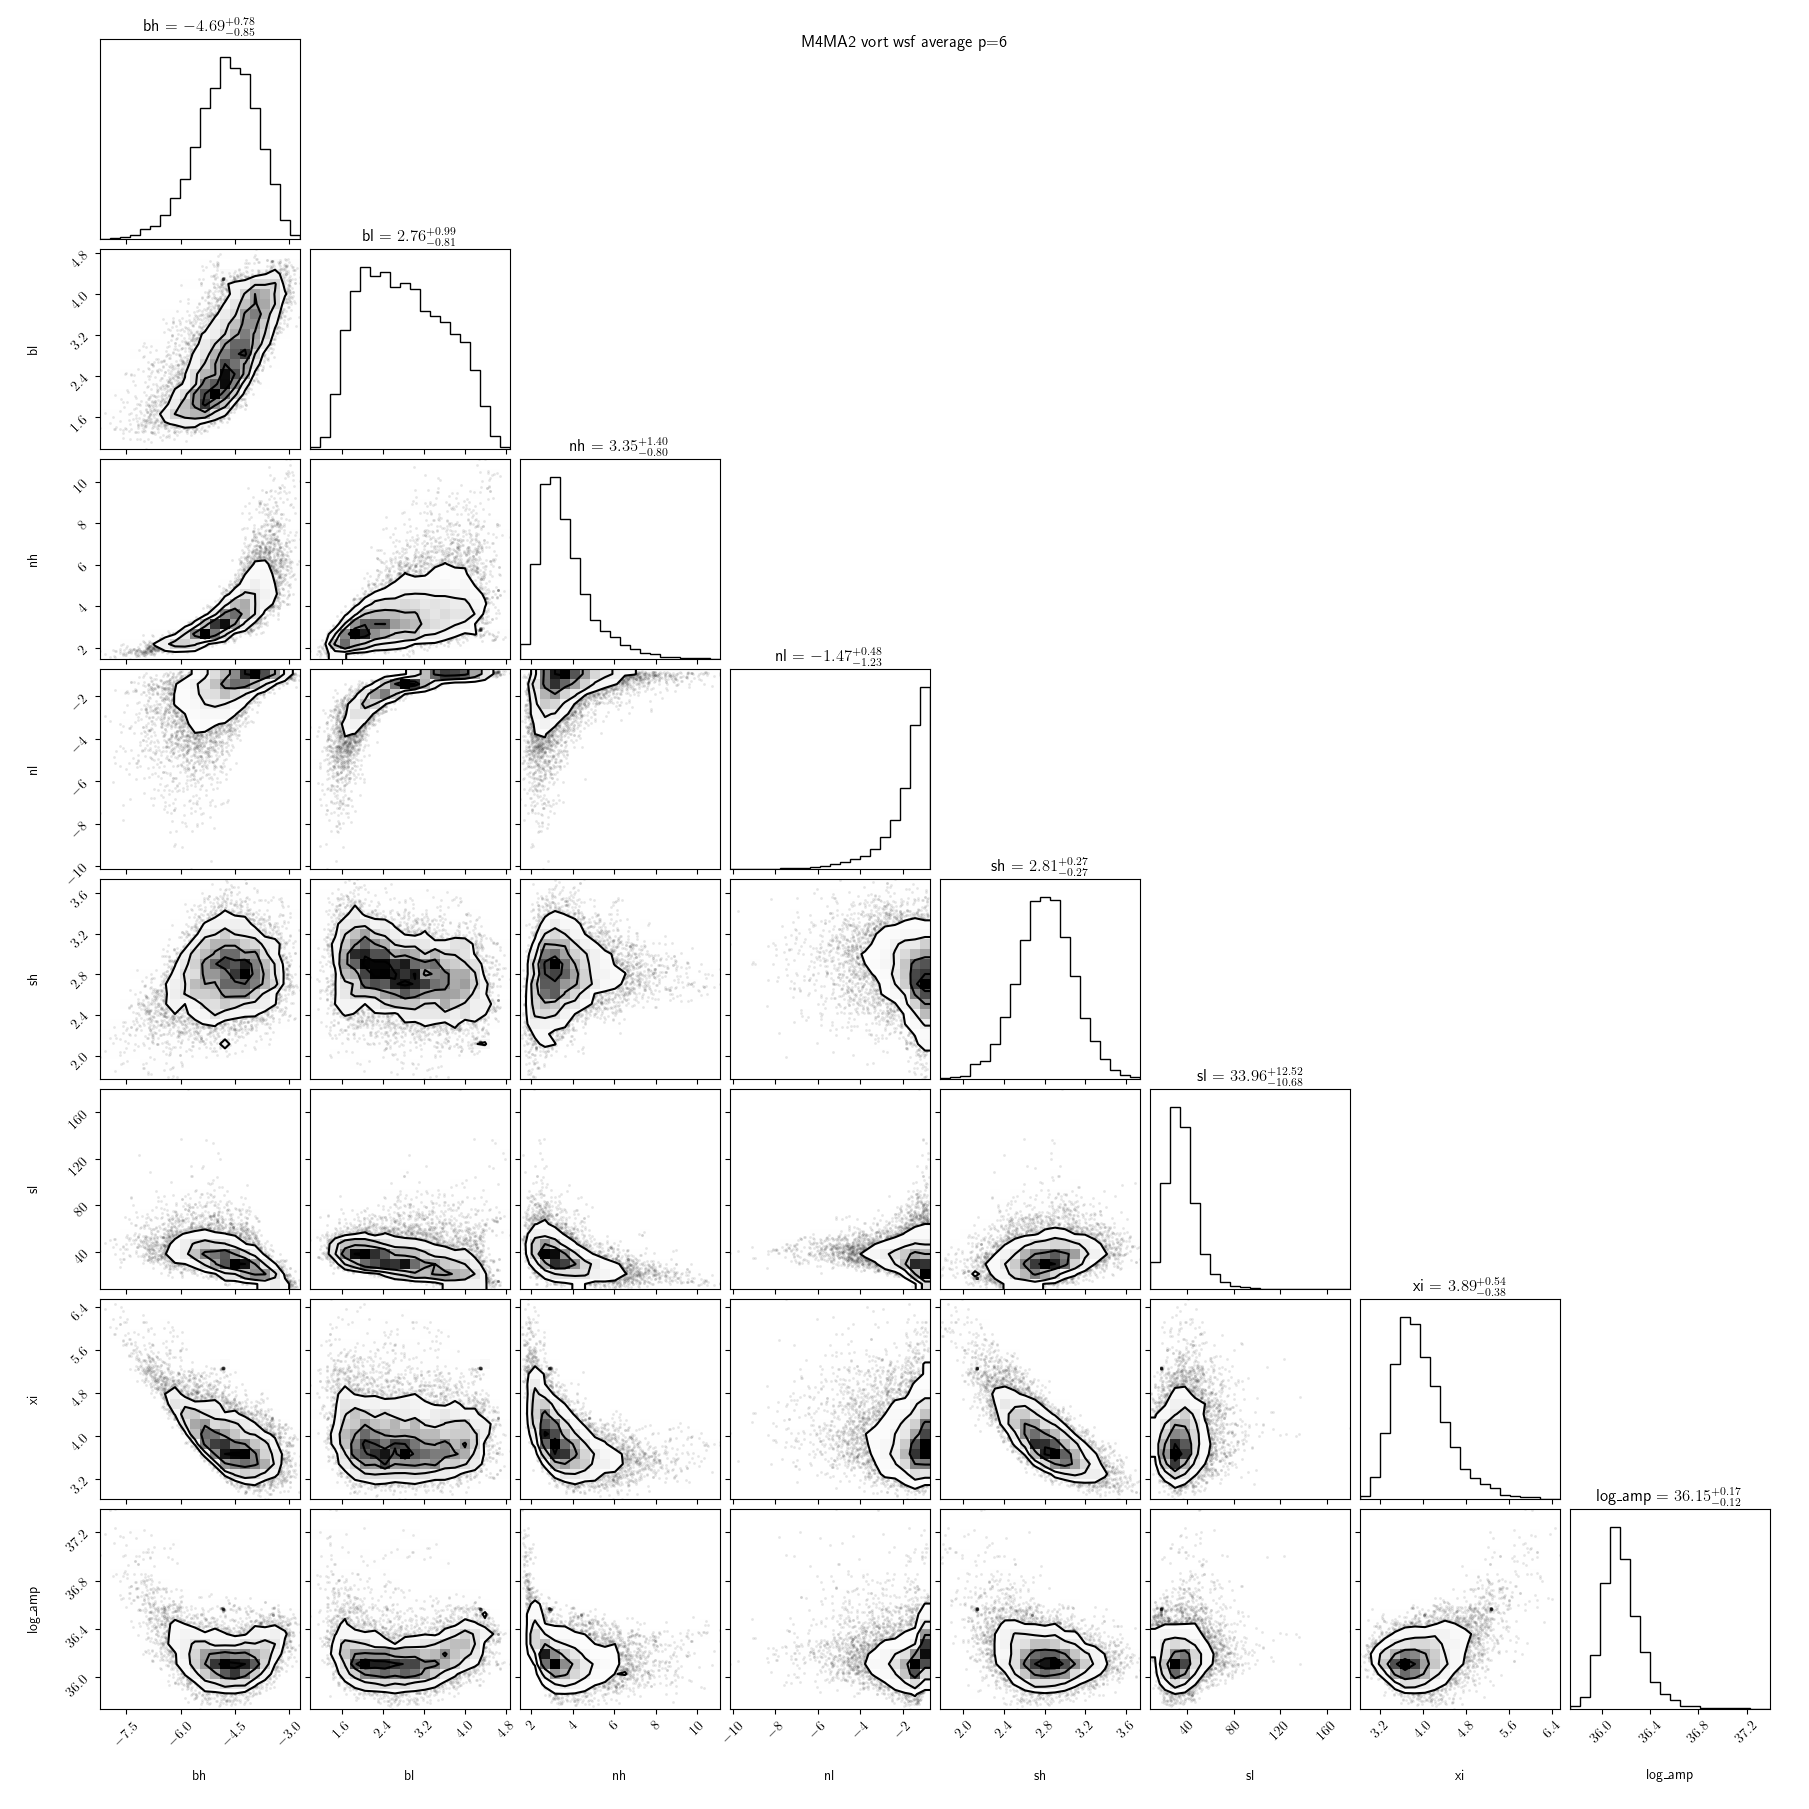 M4MA2 vort wsf average p=6
bh = −4.69 +0.78 −0.85
bl = 2.76 +0.99 −0.81
nh = 3.35 +1.40 −0.80
nl = −1.47 +0.48 −1.23
sh = 2.81 +0.27 −0.27
sl = 33.96 +12.52 −10.68
xi = 3.89 +0.54 −0.38
log_amp = 36.15 +0.17 −0.12
bl
4.8
4.0
3.2
2.4
1.6
nh
10
8
6
4
2
nl
−2
−4
−6
−8
−10
sh
3.6
3.2
2.8
2.4
2.0
sl
160
120
80
40
xi
6.4
5.6
4.8
4.0
3.2
log_amp
37.2
36.8
36.4
36.0
−7.5 −6.0 −4.5 −3.0
1.6 2.4 3.2 4.0 4.8
2 4 6 8 10
−10 −8 −6 −4 −2
2.0 2.4 2.8 3.2 3.6
40 80 120 160
3.2 4.0 4.8 5.6 6.4
36.0 36.4 36.8 37.2
bh bl nh nl sh sl xi log_amp